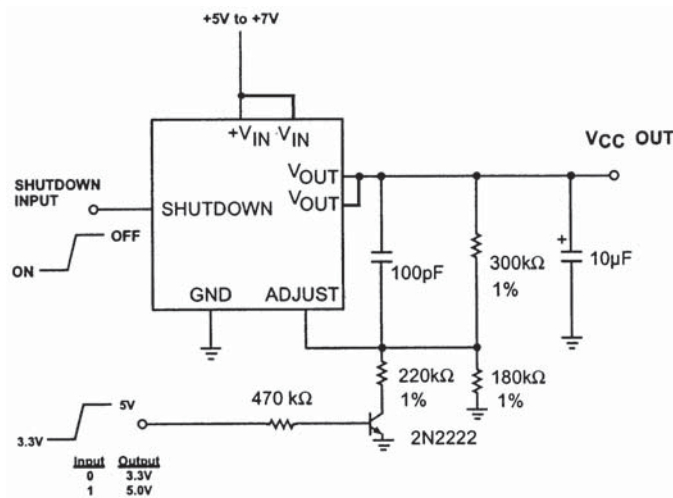 +5V to +7V
+VIN VIN
VCC OUT
VOUT
VOUT
SHUTDOWN
INPUT
SHUTDOWN
OFF
ON
100pF
300kΩ
1%
+
10µF
GND
ADJUST
220kΩ
1%
180kΩ
1%
470 kΩ
5V
3.3V
2N2222
Input Output
0 3.3V
1 5.0V